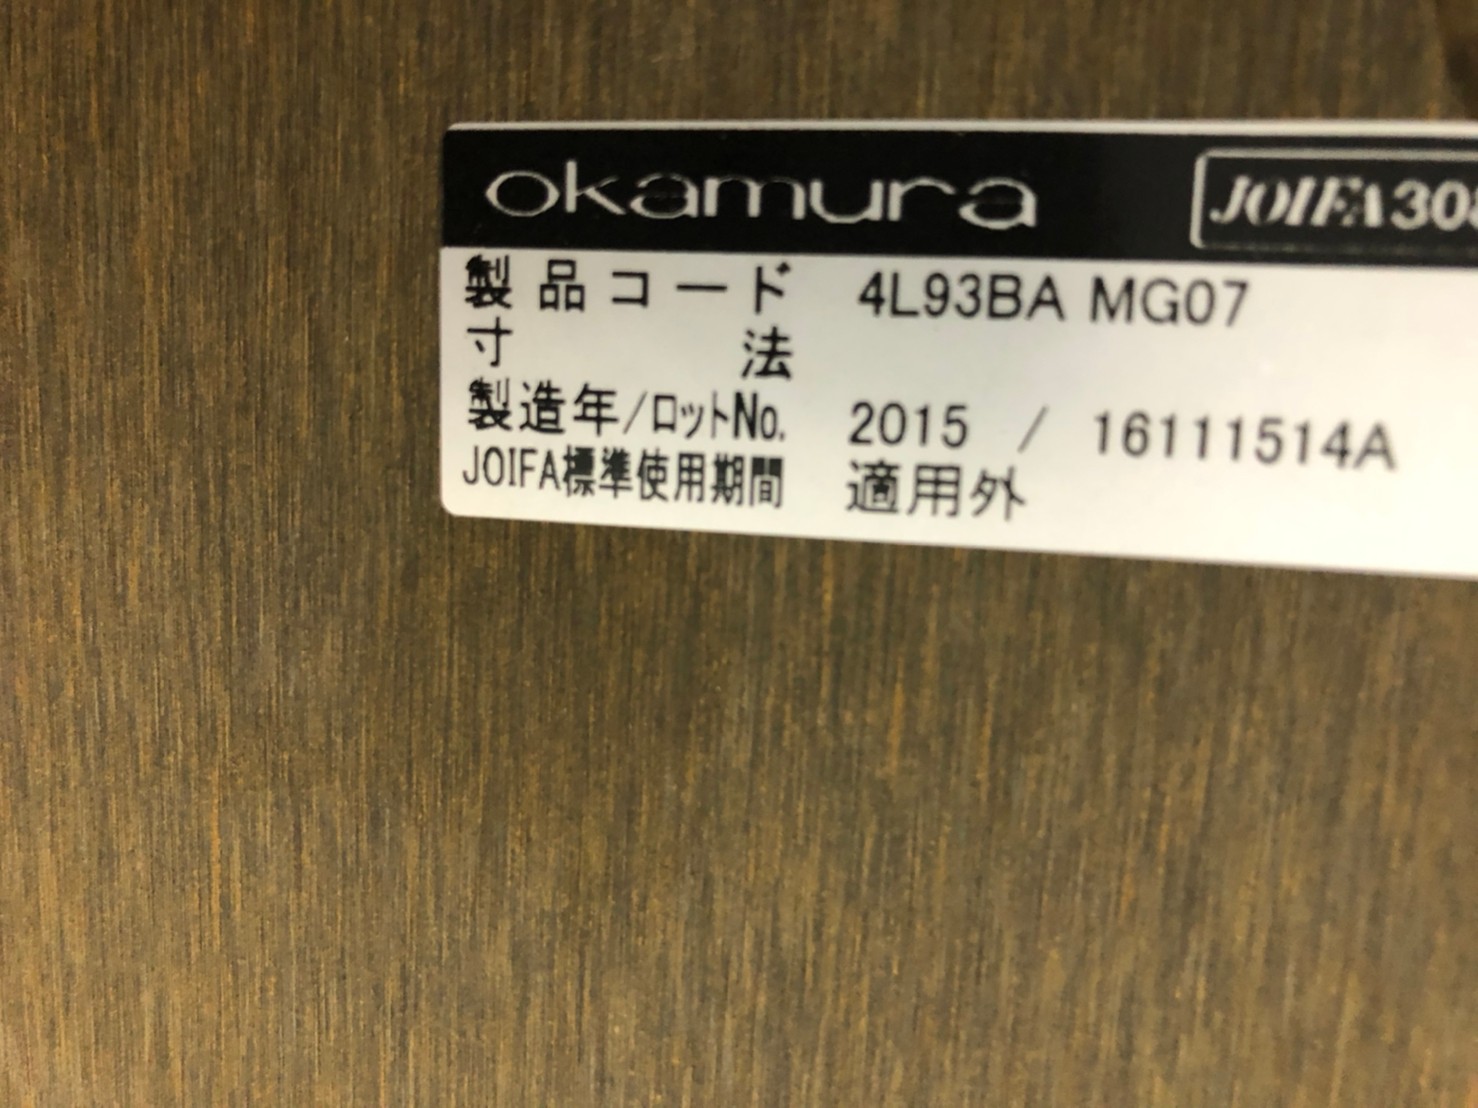 okamura JOIFA303
製品コード 4L93BA MG07
寸法
製造年/ロットNo. 2015 / 16111514A
JOIFA標準使用期間 適用外